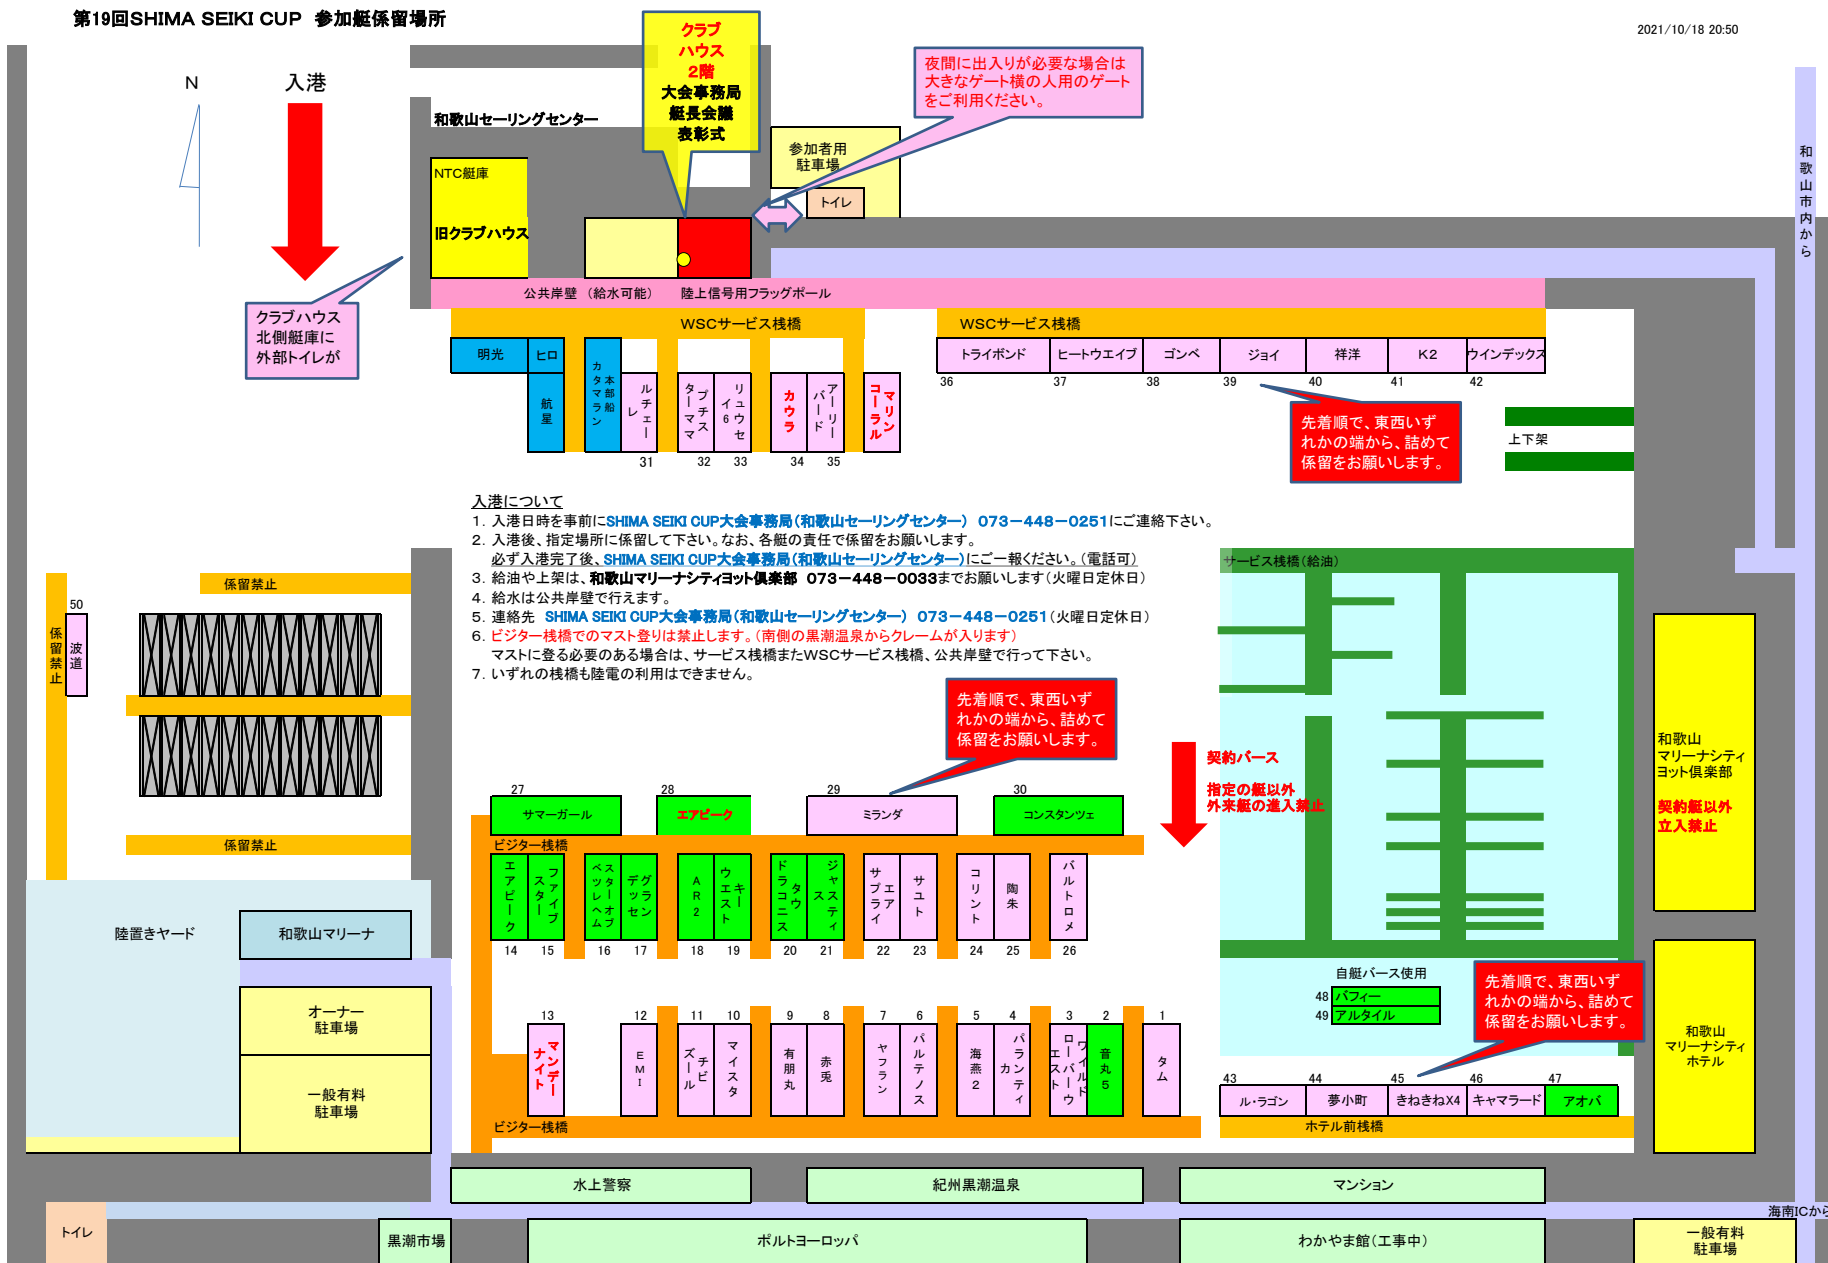 第19回SHIMA SEIKI CUP 参加艇係留場所
2021/10/18 20:50
N
入港
クラブ
ハウス
2階
大会事務局
艇長会議
表彰式
夜間に出入りが必要な場合は
大きなゲート横の人用のゲート
をご利用ください。
和歌山セーリングセンター
参加者用
駐車場
トイレ
NTC艇庫
旧クラブハウス
和歌山市内から
クラブハウス
北側艇庫に
外部トイレが
公共岸壁 （給水可能）
陸上信号用フラッグポール
WSCサービス桟橋
WSCサービス桟橋
明光
ヒロ
航星
カタマラン
本部船
ルチェーレ
プチスターママ
リュウセイ6
カウラ
アーリーバード
マリンコーラル
31
32
33
34
35
トライボンド
ヒートウエイブ
ゴンベ
ジョイ
祥洋
K2
ウインデックス
36
37
38
39
40
41
42
先着順で、東西いず
れかの端から、詰めて
係留をお願いします。
上下架
入港について
1. 入港日時を事前にSHIMA SEIKI CUP大会事務局（和歌山セーリングセンター） 073－448－0251にご連絡下さい。
2. 入港後、指定場所に係留して下さい。なお、各艇の責任で係留をお願いします。
必ず入港完了後、SHIMA SEIKI CUP大会事務局（和歌山セーリングセンター）にご一報ください。（電話可）
3. 給油や上架は、和歌山マリーナシティヨット倶楽部 073－448－0033までお願いします（火曜日定休日）
4. 給水は公共岸壁で行えます。
5. 連絡先 SHIMA SEIKI CUP大会事務局（和歌山セーリングセンター） 073－448－0251（火曜日定休日）
6. ビジター桟橋でのマスト登りは禁止します。（南側の黒潮温泉からクレームが入ります）
マストに登る必要のある場合は、サービス桟橋またWSCサービス桟橋、公共岸壁で行って下さい。
7. いずれの桟橋も陸電の利用はできません。
サービス桟橋（給油）
係留禁止
50
波道
係留禁止
係留禁止
先着順で、東西いず
れかの端から、詰めて
係留をお願いします。
契約バース
指定の艇以外
外来艇の進入禁止
和歌山
マリーナシティ
ヨット倶楽部
契約艇以外
立入禁止
27
28
29
30
サマーガール
エアピーク
ミランダ
コンスタンツェ
ビジター桟橋
エアピーク
ファイブスター
スターオブベツレヘム
グランデッセ
AR2
キーウエスト
タウドラコニス
ジャスティス
エアサプライ
サユト
コリント
陶朱
バルトロメ
14
15
16
17
18
19
20
21
22
23
24
25
26
陸置きヤード
和歌山マリーナ
オーナー
駐車場
一般有料
駐車場
13
12
11
10
9
8
7
6
5
4
3
2
1
マンデーナイト
EMI
チビズール
マイスタ
有朋丸
赤兎
ヤフラン
パルテノス
海燕2
パランティカ
ワイルドローバーウエスト
音丸5
タム
ビジター桟橋
自艇バース使用
48 パフィー
49 アルタイル
先着順で、東西いず
れかの端から、詰めて
係留をお願いします。
43
44
45
46
47
ル・ラゴン
夢小町
きねきねX4
キャマラード
アオバ
ホテル前桟橋
和歌山
マリーナシティ
ホテル
水上警察
紀州黒潮温泉
マンション
海南ICから
トイレ
黒潮市場
ポルトヨーロッパ
わかやま館（工事中）
一般有料
駐車場